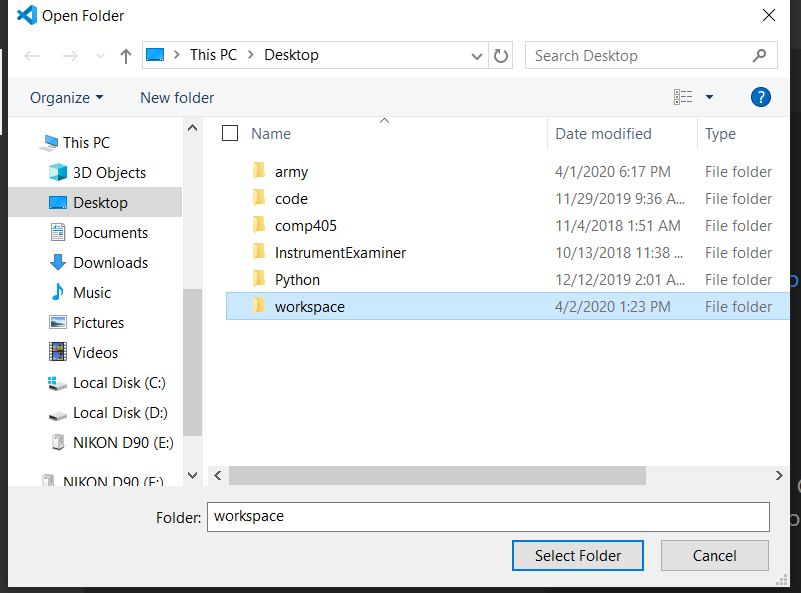 Open Folder
This PC > Desktop
Search Desktop
Organize New folder ?
Name Date modified Type
This PC
3D Objects
Desktop
Documents
Downloads
Music
Pictures
Videos
Local Disk (C:)
Local Disk (D:)
NIKON D90 (E:)
NIKON D90 (E:)
army 4/1/2020 6:17 PM File folder
code 11/29/2019 9:36 A... File folder
comp405 11/4/2018 1:51 AM File folder
InstrumentExaminer 10/13/2018 11:38 ... File folder
Python 12/12/2019 2:01 A... File folder
workspace 4/2/2020 1:23 PM File folder
Folder: workspace
Select Folder Cancel